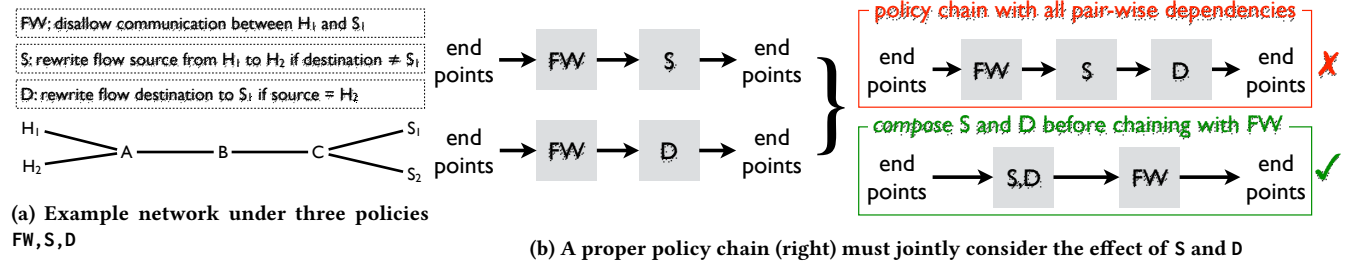 FW: disallow communication between H₁ and S₁
S: rewrite flow source from H₁ to H₂ if destination ≠ S₁
D: rewrite flow destination to S₁ if source = H₂
H₁
H₂
A
B
C
S₁
S₂
(a) Example network under three policies
FW,S,D
end
points
FW
S
end
points
end
points
FW
D
end
points
}
policy chain with all pair-wise dependencies
end
points
FW
S
D
end
points
✗
compose S and D before chaining with FW
end
points
S,D
FW
end
points
✓
(b) A proper policy chain (right) must jointly consider the effect of S and D